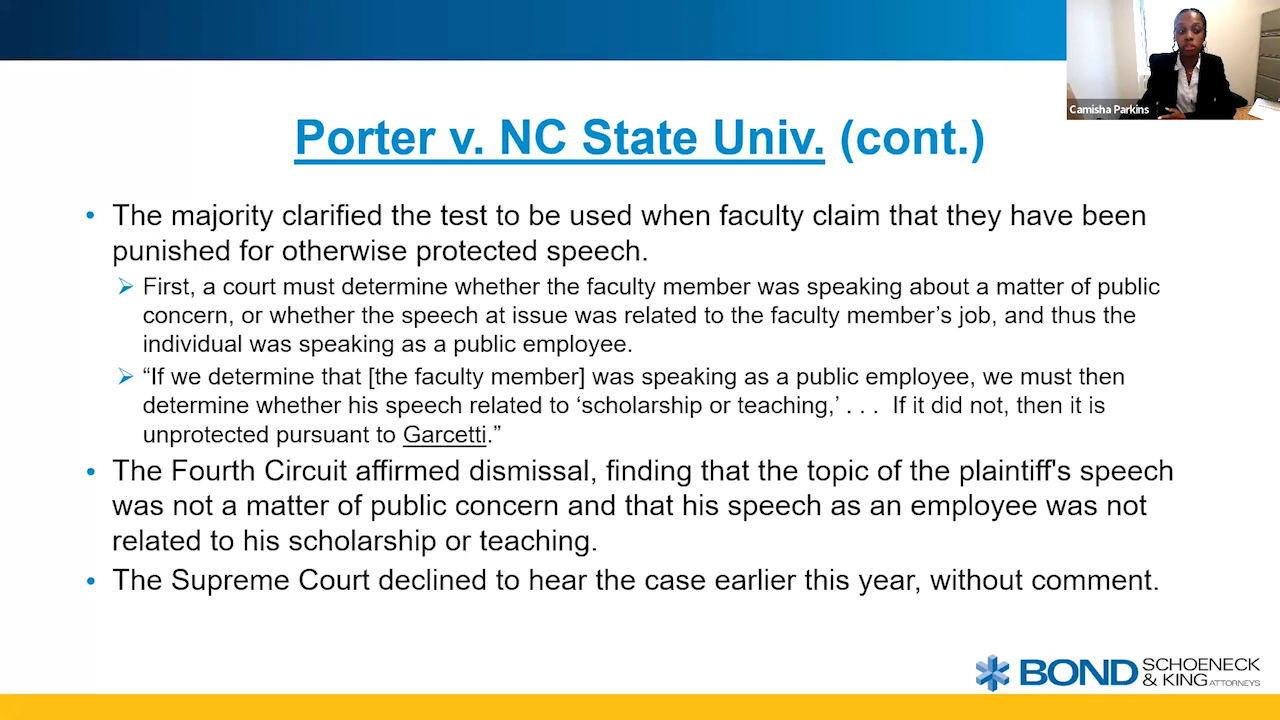 Camisha Parkins
Porter v. NC State Univ. (cont.)
• The majority clarified the test to be used when faculty claim that they have been
punished for otherwise protected speech.
➢ First, a court must determine whether the faculty member was speaking about a matter of public
concern, or whether the speech at issue was related to the faculty member’s job, and thus the
individual was speaking as a public employee.
➢ “If we determine that [the faculty member] was speaking as a public employee, we must then
determine whether his speech related to ‘scholarship or teaching,’ . . .  If it did not, then it is
unprotected pursuant to Garcetti.”
• The Fourth Circuit affirmed dismissal, finding that the topic of the plaintiff's speech
was not a matter of public concern and that his speech as an employee was not
related to his scholarship or teaching.
• The Supreme Court declined to hear the case earlier this year, without comment.
BOND SCHOENECK
& KING ATTORNEYS